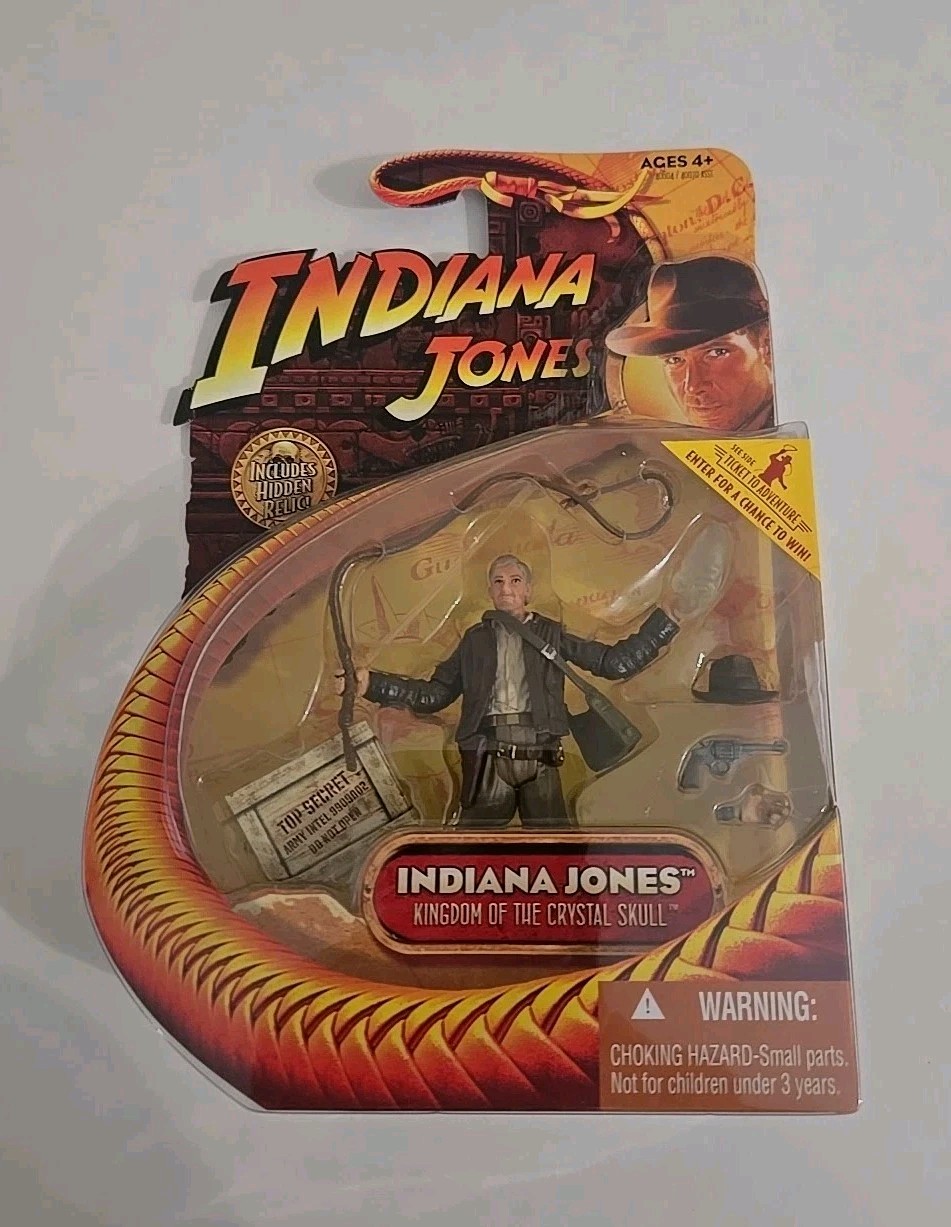 AGES 4+
INDIANA
JONES
INCLUDES
HIDDEN
RELIC!
SEE SIDE
TICKET TO ADVENTURE
ENTER FOR A CHANCE TO WIN!
TOP-SECRET
ARMY INTEL 9906002
DO NOT OPEN
INDIANA JONES™
KINGDOM OF THE CRYSTAL SKULL™
⚠ WARNING:
CHOKING HAZARD-Small parts.
Not for children under 3 years.